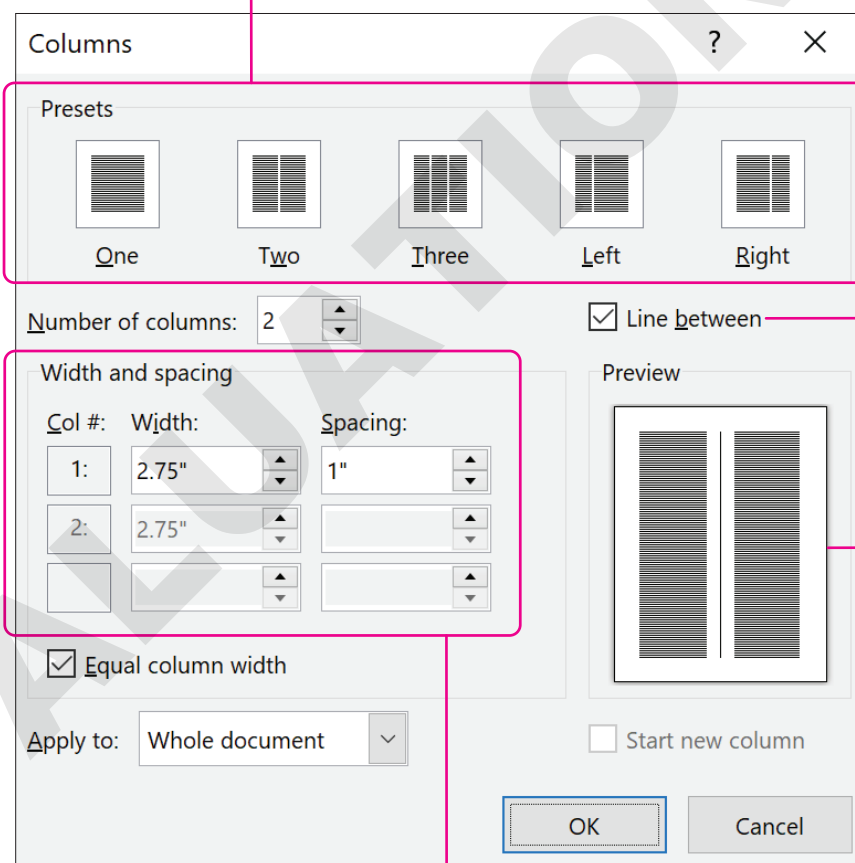 Columns ? ×
Presets
One Two Three Left Right
Number of columns: 2
Line between
Width and spacing
Preview
Col #: Width: Spacing:
1: 2.75" 1"
2: 2.75"
Equal column width
Apply to: Whole document
Start new column
OK Cancel
ALUATION